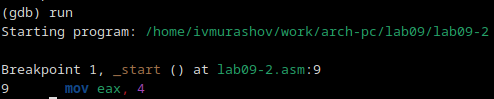 (gdb) run
Starting program: /home/ivmurashov/work/arch-pc/lab09/lab09-2
Breakpoint 1, _start () at lab09-2.asm:9
9 mov eax, 4